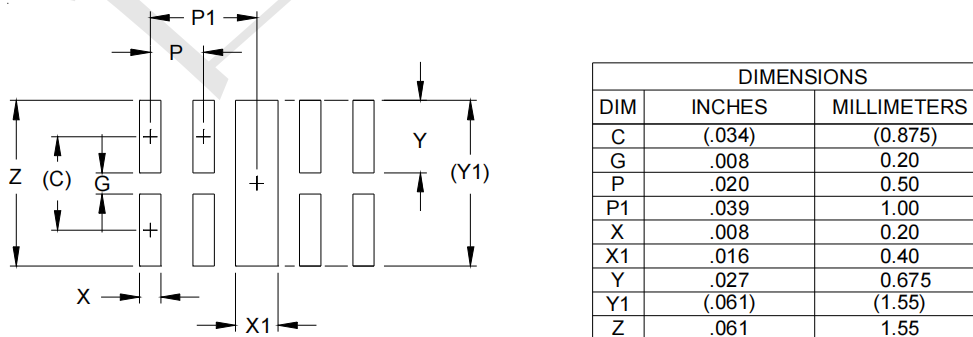 P1
P
Z
(C)
G
Y
(Y1)
X
X1
DIMENSIONS
DIM INCHES MILLIMETERS
C (.034) (0.875)
G .008 0.20
P .020 0.50
P1 .039 1.00
X .008 0.20
X1 .016 0.40
Y .027 0.675
Y1 (.061) (1.55)
Z .061 1.55